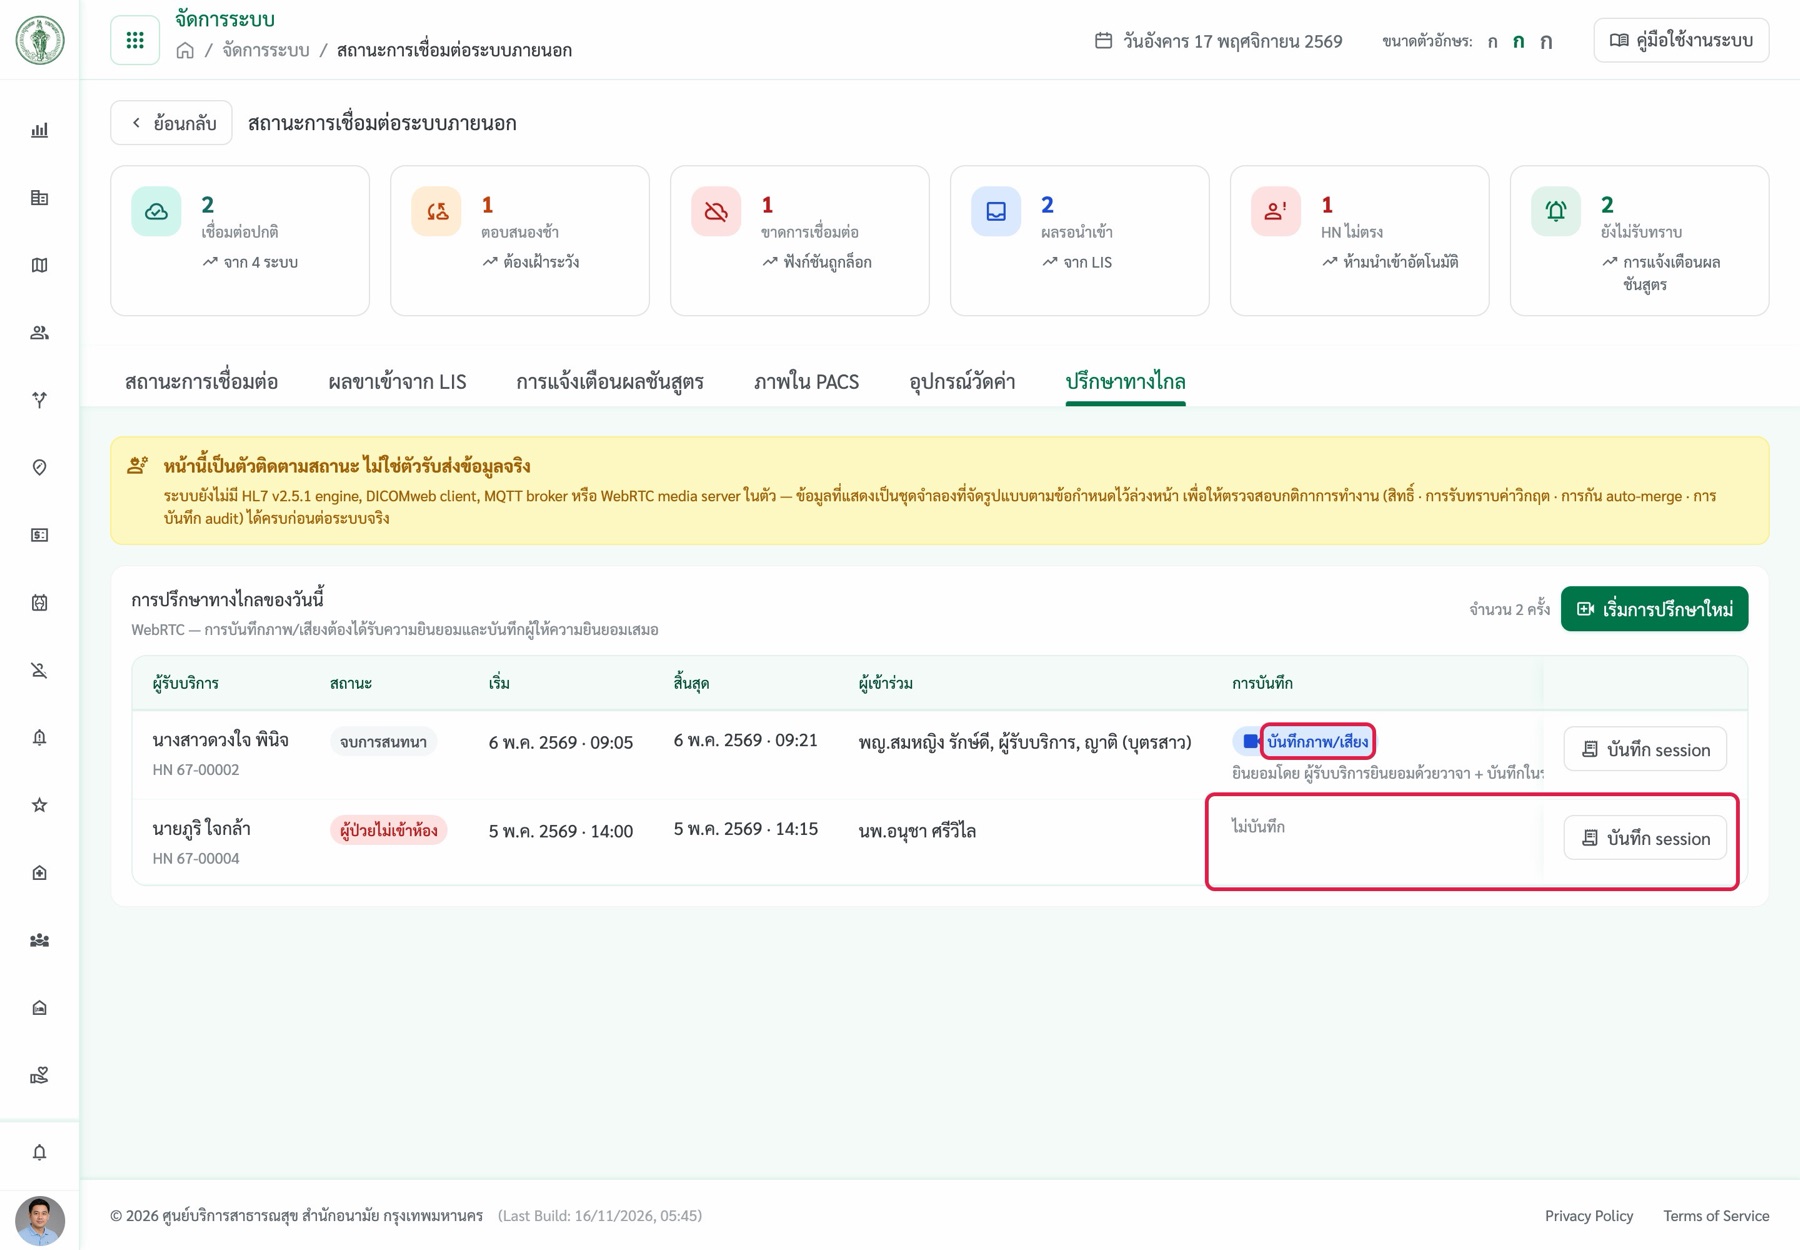 จัดการระบบ
/ จัดการระบบ / สถานะการเชื่อมต่อระบบภายนอก
วันอังคาร 17 พฤศจิกายน 2569
ขนาดตัวอักษร: ก ก ก
คู่มือใช้งานระบบ
ย้อนกลับ
สถานะการเชื่อมต่อระบบภายนอก
2
เชื่อมต่อปกติ
จาก 4 ระบบ
1
ตอบสนองช้า
ต้องเฝ้าระวัง
1
ขาดการเชื่อมต่อ
ฟังก์ชันถูกล็อก
2
ผลรอนำเข้า
จาก LIS
1
HN ไม่ตรง
ห้ามนำเข้าอัตโนมัติ
2
ยังไม่รับทราบ
การแจ้งเตือนผล
ชันสูตร
สถานะการเชื่อมต่อ
ผลขาเข้าจาก LIS
การแจ้งเตือนผลชันสูตร
ภาพใน PACS
อุปกรณ์วัดค่า
ปรึกษาทางไกล
หน้านี้เป็นตัวติดตามสถานะ ไม่ใช่ตัวรับส่งข้อมูลจริง
ระบบยังไม่มี HL7 v2.5.1 engine, DICOMweb client, MQTT broker หรือ WebRTC media server ในตัว — ข้อมูลที่แสดงเป็นชุดจำลองที่จัดรูปแบบตามข้อกำหนดไว้ล่วงหน้า เพื่อให้ตรวจสอบกติกาการทำงาน (สิทธิ์ · การรับทราบค่าวิกฤต · การกัน auto-merge · การ
บันทึก audit) ได้ครบก่อนต่อระบบจริง
การปรึกษาทางไกลของวันนี้
WebRTC — การบันทึกภาพ/เสียงต้องได้รับความยินยอมและบันทึกผู้ให้ความยินยอมเสมอ
จำนวน 2 ครั้ง
เริ่มการปรึกษาใหม่
ผู้รับบริการ สถานะ เริ่ม สิ้นสุด ผู้เข้าร่วม การบันทึก
นางสาวดวงใจ พินิจ
HN 67-00002
จบการสนทนา
6 พ.ค. 2569 · 09:05
6 พ.ค. 2569 · 09:21
พญ.สมหญิง รักษ์ดี, ผู้รับบริการ, ญาติ (บุตรสาว)
บันทึกภาพ/เสียง
ยินยอมโดย ผู้รับบริการยินยอมด้วยวาจา + บันทึกใน
บันทึก session
นายภูริ ใจกล้า
HN 67-00004
ผู้ป่วยไม่เข้าห้อง
5 พ.ค. 2569 · 14:00
5 พ.ค. 2569 · 14:15
นพ.อนุชา ศรีวิไล
ไม่บันทึก
บันทึก session
© 2026 ศูนย์บริการสาธารณสุข สำนักอนามัย กรุงเทพมหานคร (Last Build: 16/11/2026, 05:45)
Privacy Policy
Terms of Service